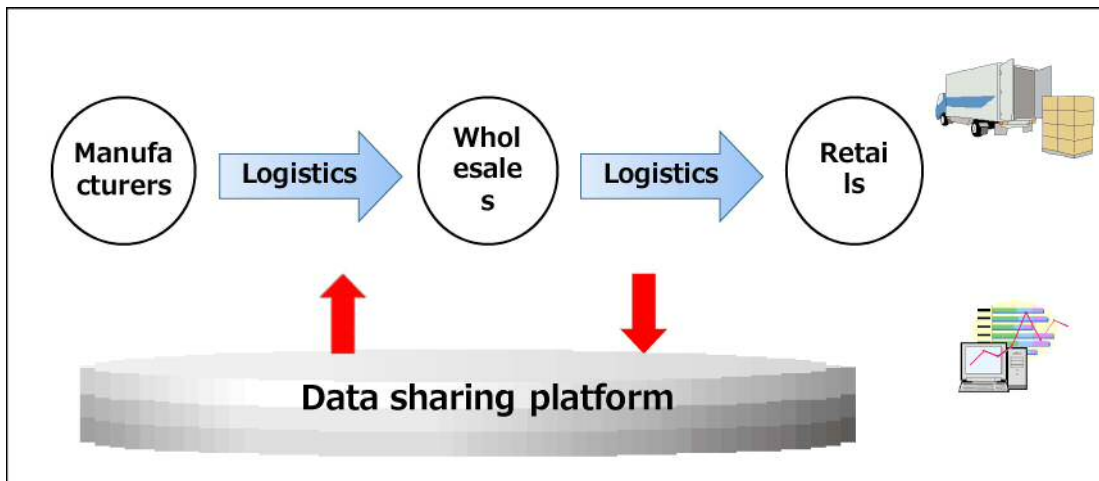 Manufa
cturers
Logistics
Whol
esale
s
Logistics
Retai
ls
Data sharing platform